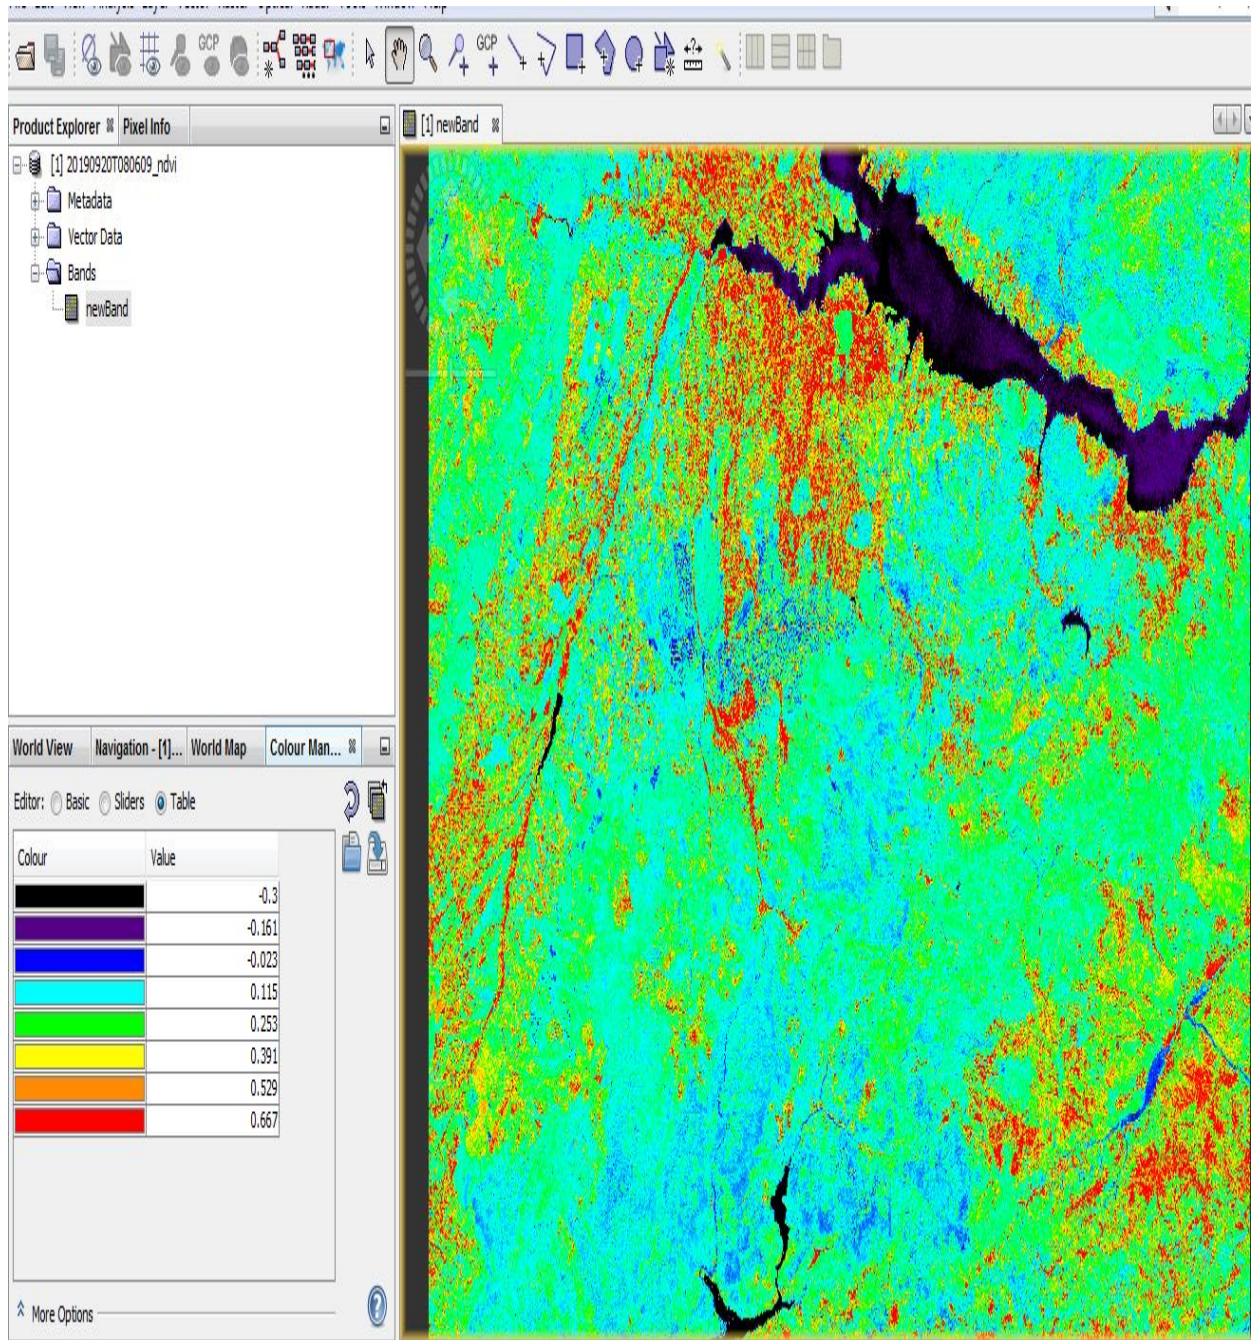 GCP
GCP
Product Explorer Pixel Info
[1] newBand
[1] 20190920T080609_ndvi
Metadata
Vector Data
Bands
newBand
World View Navigation - [1]... World Map Colour Man...
Editor: Basic Sliders Table
Colour Value
-0.3
-0.161
-0.023
0.115
0.253
0.391
0.529
0.667
More Options